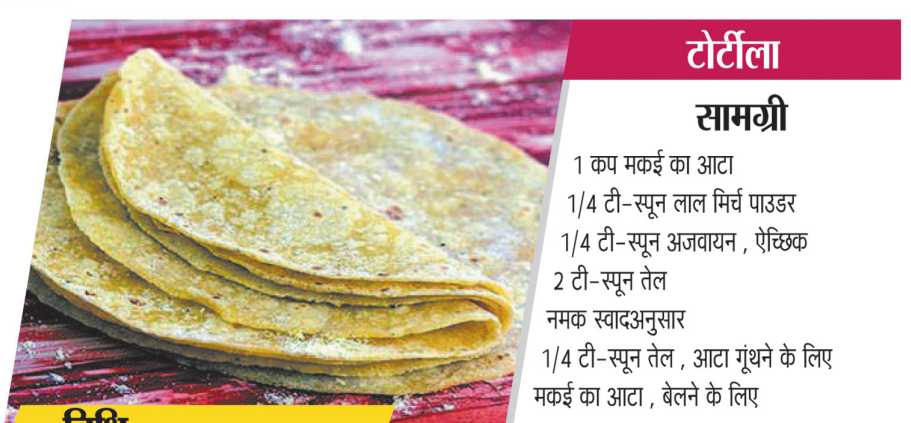 टोर्टीला
सामग्री
1 कप मकई का आटा
1/4 टी-स्पून लाल मिर्च पाउडर
1/4 टी-स्पून अजवायन , ऐच्छिक
2 टी-स्पून तेल
नमक स्वादअनुसार
1/4 टी-स्पून तेल , आटा गूंथने के लिए
मकई का आटा , बेलने के लिए